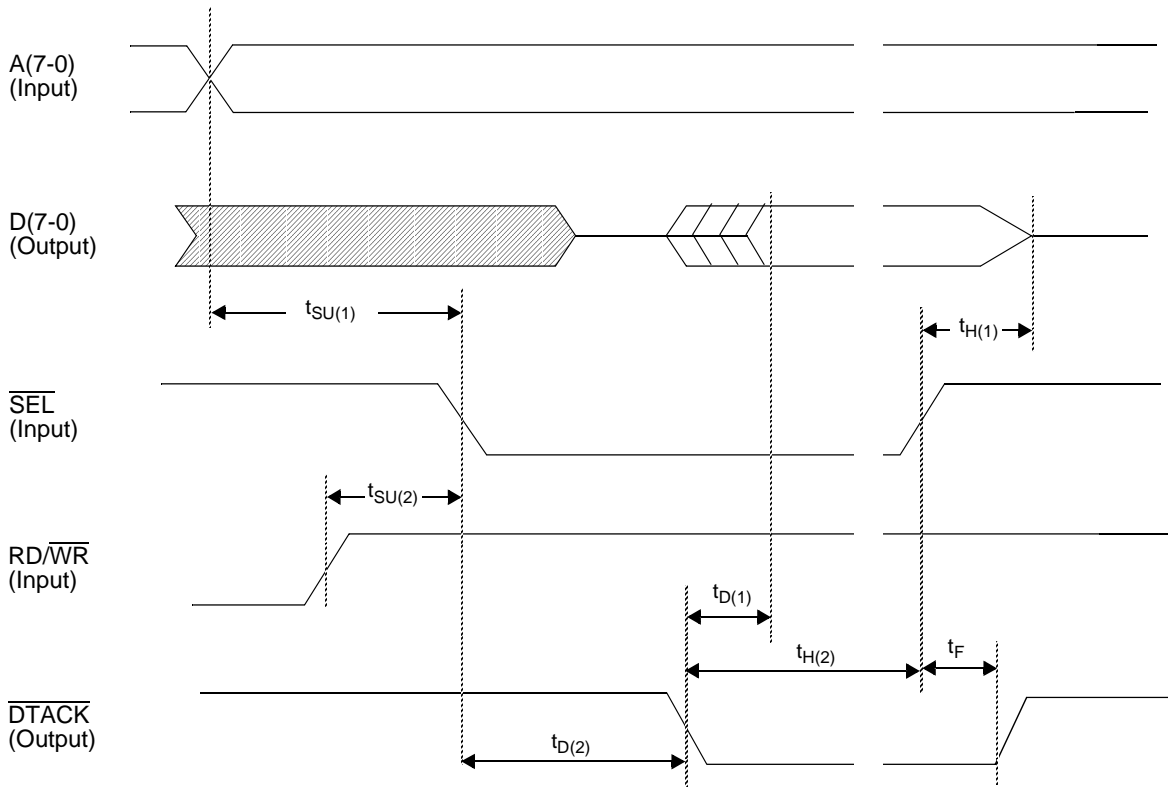 A(7-0)
(Input)
D(7-0)
(Output)
tSU(1)
tH(1)
SEL
(Input)
tSU(2)
RD/WR
(Input)
tD(1)
tH(2)
tF
DTACK
(Output)
tD(2)